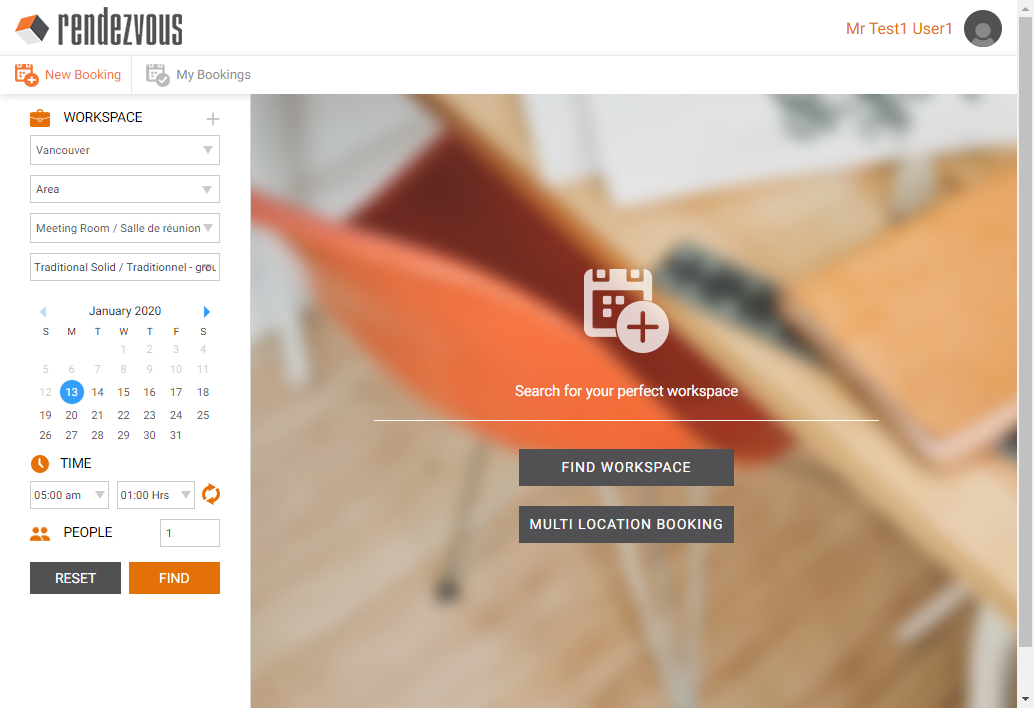 rendezvous
Mr Test1 User1
New Booking
My Bookings
WORKSPACE
Vancouver
Area
Meeting Room / Salle de réunion
Traditional Solid / Traditionnel -
January 2020
S M T W T F S
1 2 3 4
5 6 7 8 9 10 11
12 13 14 15 16 17 18
19 20 21 22 23 24 25
26 27 28 29 30 31
TIME
05:00 am 01:00 Hrs
PEOPLE 1
RESET FIND
Search for your perfect workspace
FIND WORKSPACE
MULTI LOCATION BOOKING